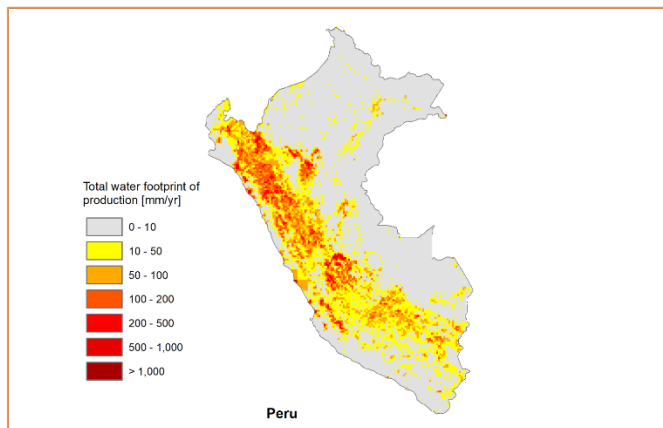 Total water footprint of
production [mm/yr]
0 - 10
10 - 50
50 - 100
100 - 200
200 - 500
500 - 1,000
> 1,000
Peru